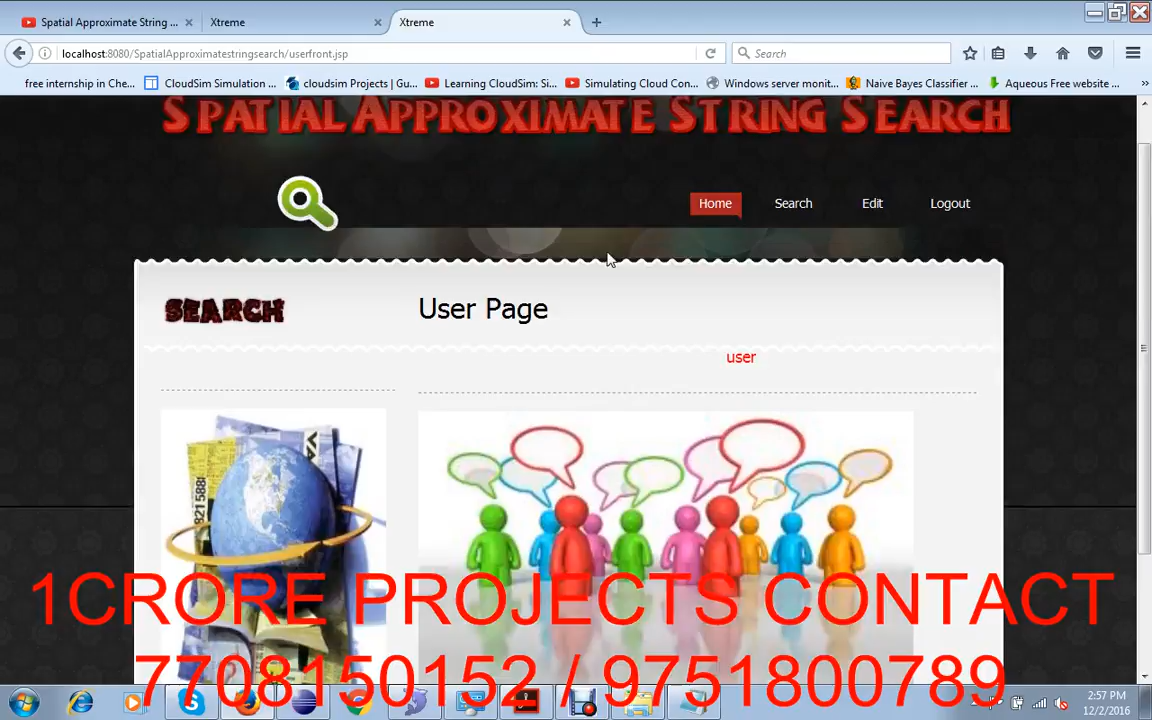 Spatial Approximate String ...
Xtreme
Xtreme
localhost:8080/SpatialApproximatestringsearch/userfront.jsp
Search
free internship in Che...
CloudSim Simulation ...
cloudsim Projects | Gu...
Learning CloudSim: Si...
Simulating Cloud Con...
Windows server monit...
Naive Bayes Classifier ...
Aqueous Free website ...
SPATIAL APPROXIMATE STRING SEARCH
Home
Search
Edit
Logout
SEARCH
User Page
user
1CRORE PROJECTS CONTACT
7708150152 / 9751800789
2:57 PM
12/2/2016